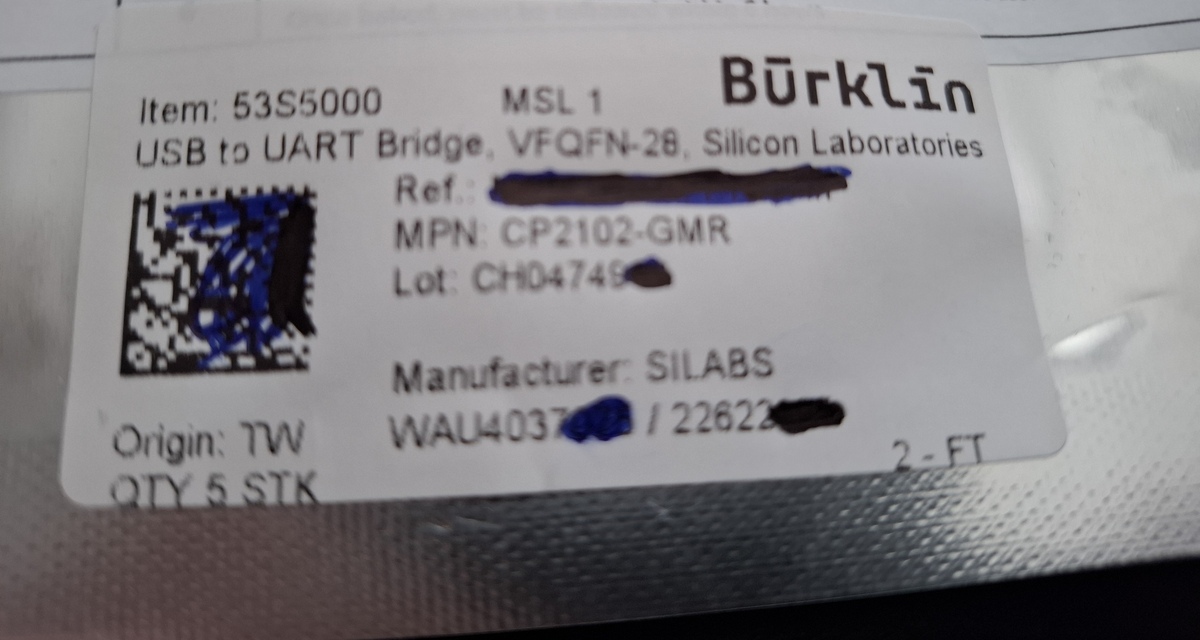 Item: 53S5000 MSL 1 Bürklin
USB to UART Bridge, VFQFN-28, Silicon Laboratories
Ref.:
MPN: CP2102-GMR
Lot: CH04749
Manufacturer: SILABS
WAU4037 / 22622
Origin: TW
QTY 5 STK
2 - FT